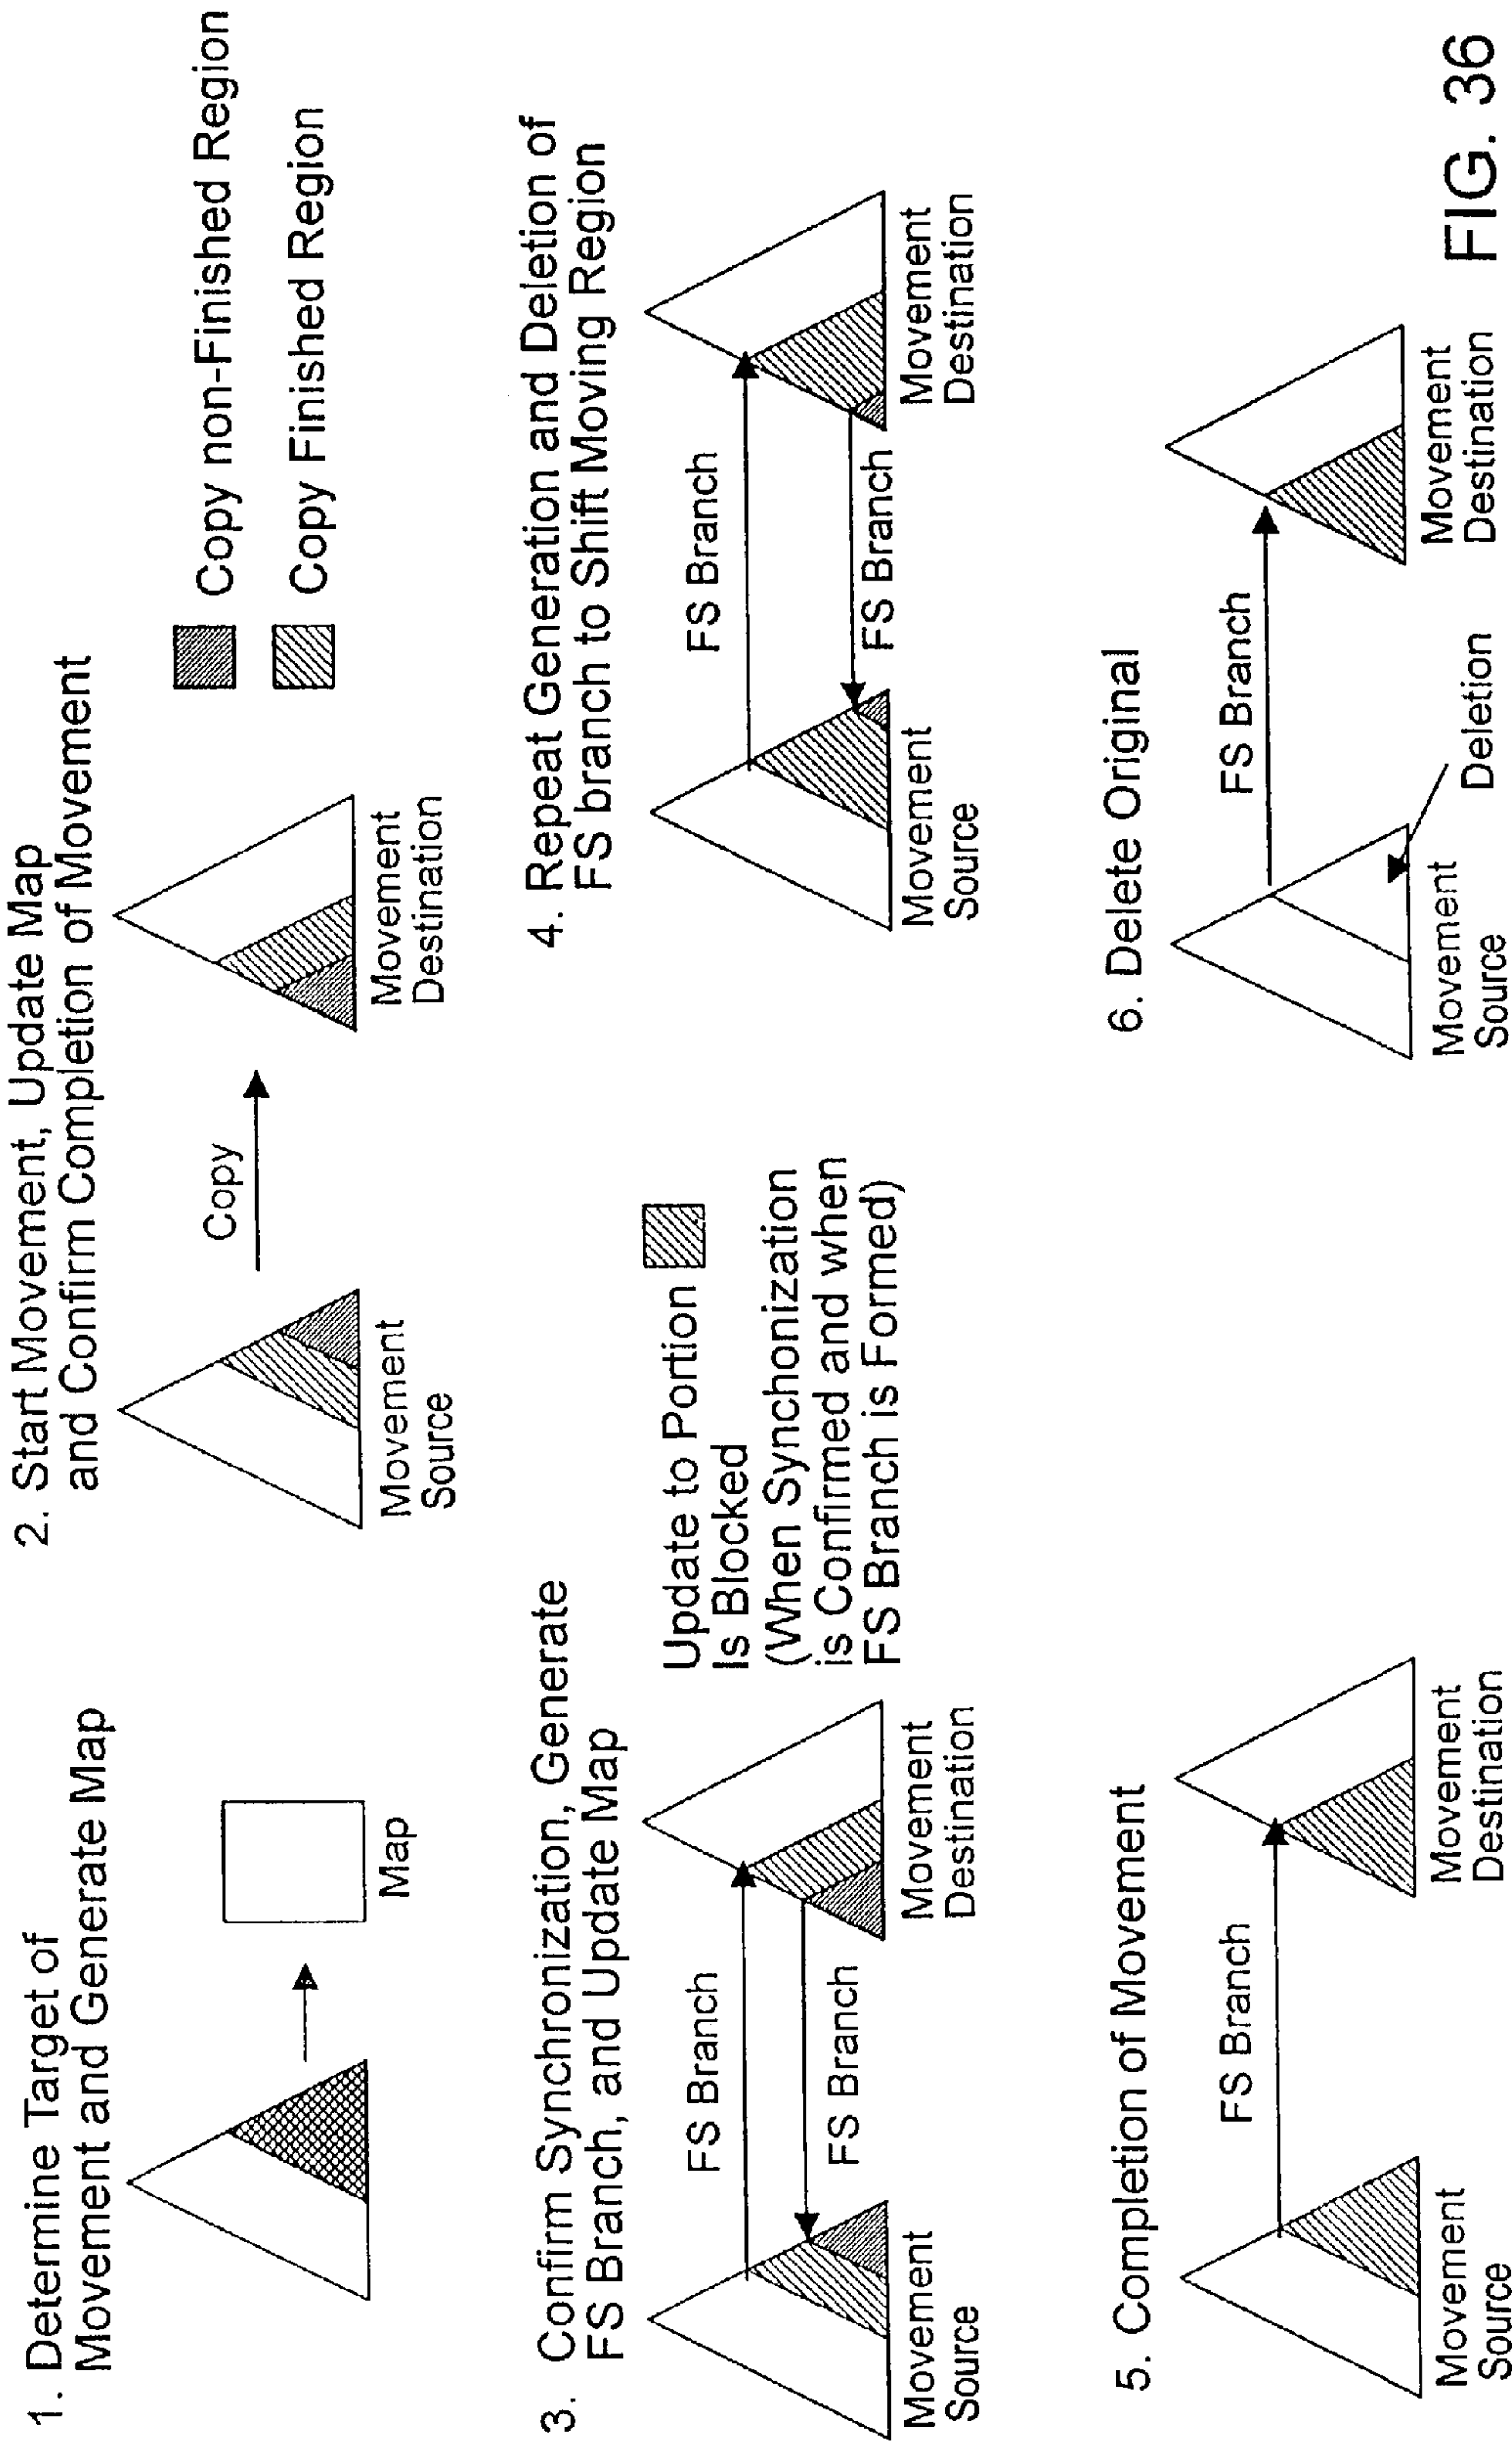 1. Determine Target of
Movement and Generate Map
Map
2. Start Movement, Update Map
and Confirm Completion of Movement
Copy
Movement
Source
Movement
Destination
Copy non-Finished Region
Copy Finished Region
3. Confirm Synchronization, Generate
FS Branch, and Update Map
FS Branch
FS Branch
Movement
Source
Movement
Destination
Update to Portion
Is Blocked
(When Synchonization
is Confirmed and when
FS Branch is Formed)
4. Repeat Generation and Deletion of
FS branch to Shift Moving Region
FS Branch
FS Branch
Movement
Source
Movement
Destination
5. Completion of Movement
FS Branch
Movement
Source
Movement
Destination
6. Delete Original
FS Branch
Movement
Source
Deletion
Movement
Destination
FIG. 36